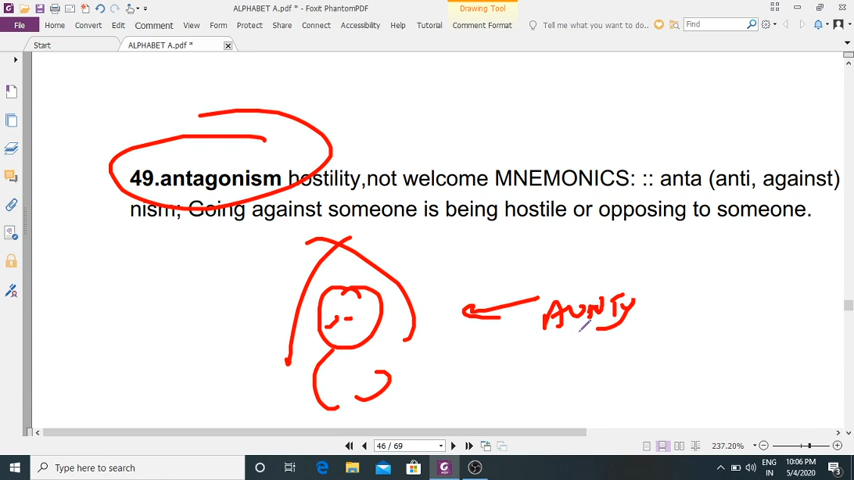 ALPHABET A.pdf * - Foxit PhantomPDF
Drawing Tool
File Home Convert Edit Comment View Form Protect Share Connect Accessibility Help Tutorial Comment Format Tell me what you want to do... Find
Start ALPHABET A.pdf *
49.antagonism hostility,not welcome MNEMONICS: :: anta (anti, against)
nism; Going against someone is being hostile or opposing to someone.
AUNTY
46 / 69
237.20%
Type here to search
ENG 10:06 PM
IN 5/4/2020
3